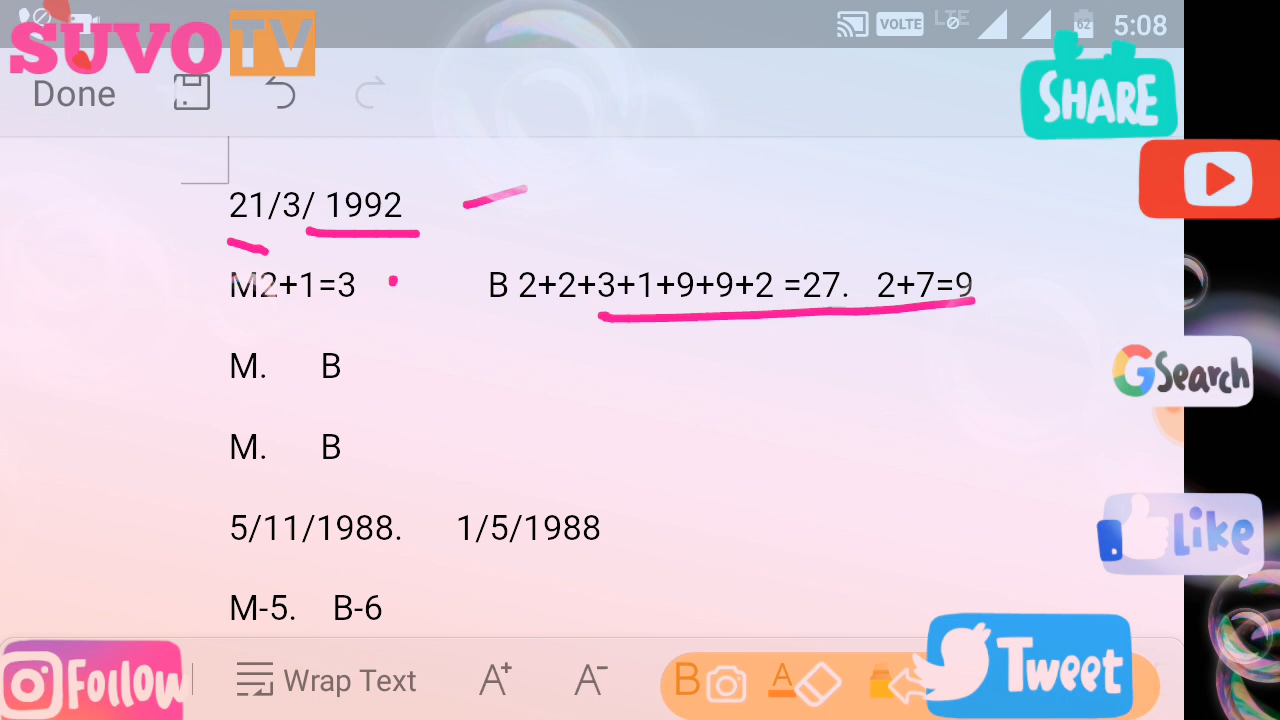 SUVO TV
VOLTE LTE 62 5:08
Done
SHARE
21/3/ 1992
M2+1=3 B 2+2+3+1+9+9+2 =27. 2+7=9
M. B
GSearch
M. B
5/11/1988. 1/5/1988
Like
M-5. B-6
Follow
Wrap Text A+ A- B A
Tweet